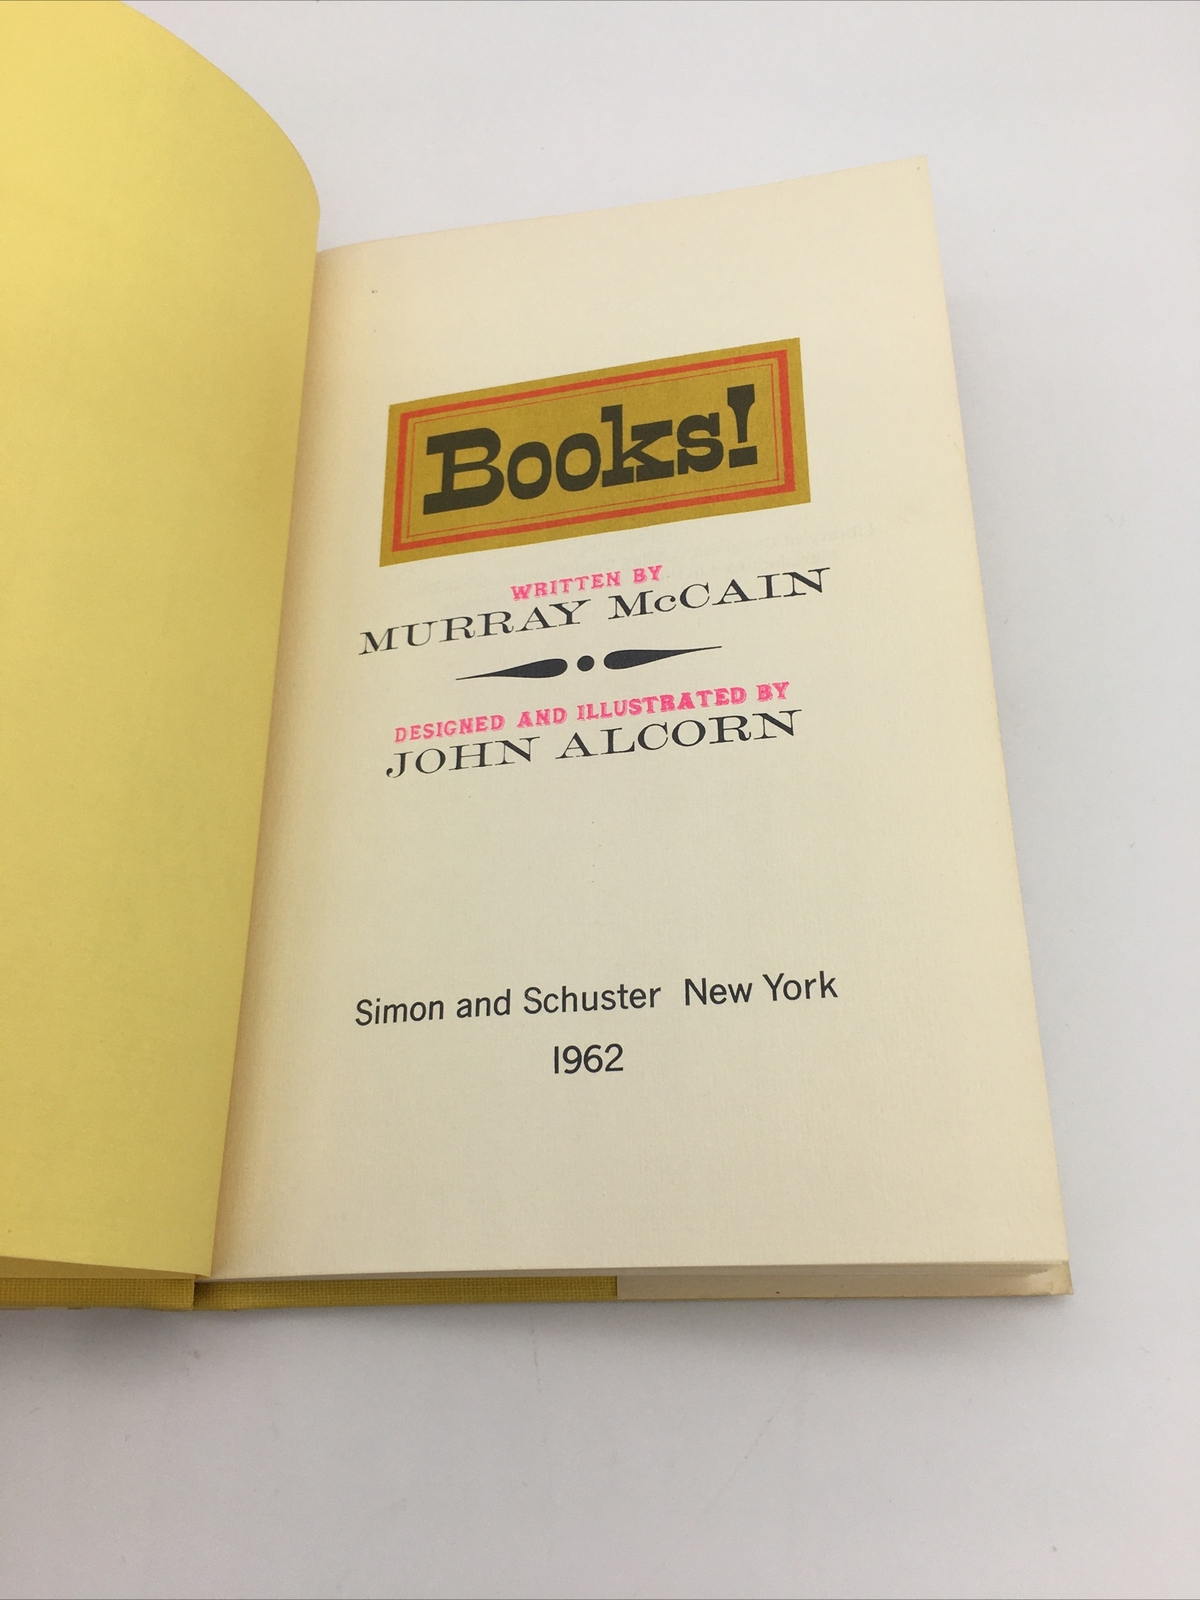 Books!
WRITTEN BY
MURRAY McCAIN
DESIGNED AND ILLUSTRATED BY
JOHN ALCORN
Simon and Schuster New York
1962